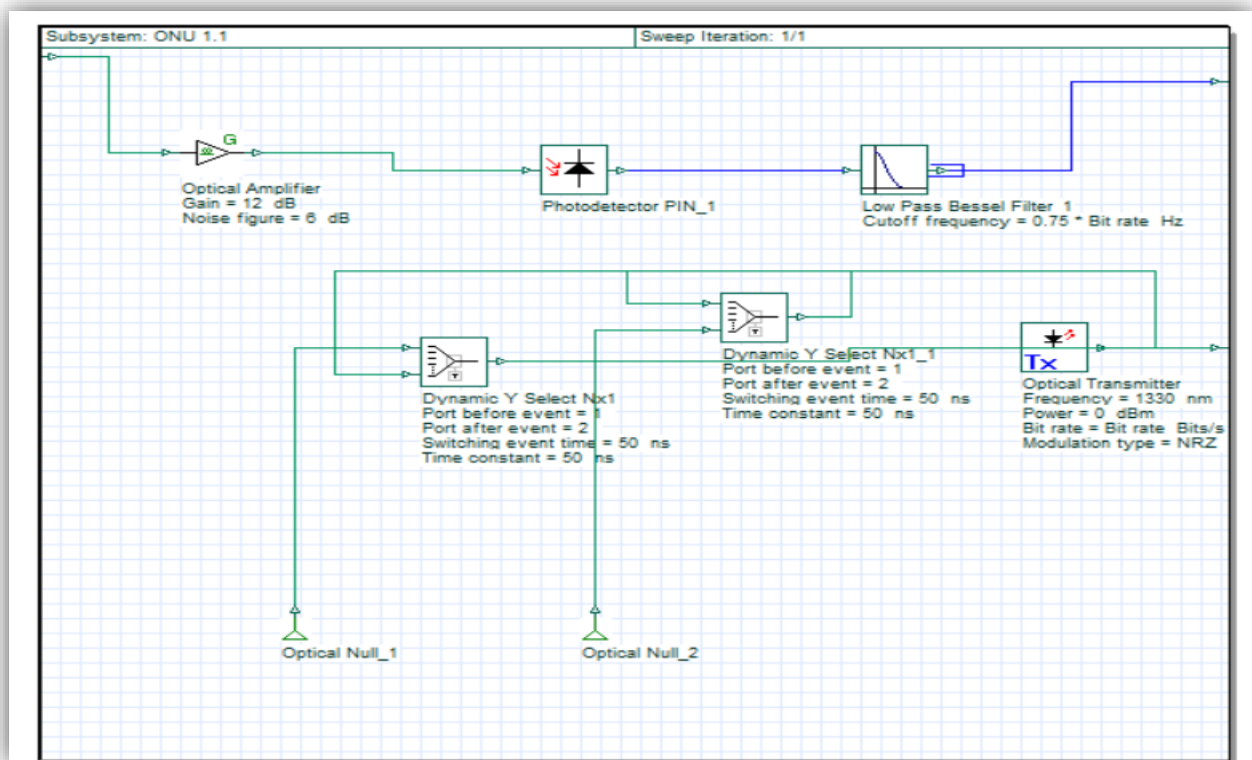 Subsystem: ONU 1.1
Sweep Iteration: 1/1
G
Optical Amplifier
Gain = 12 dB
Noise figure = 6 dB
Photodetector PIN_1
Low Pass Bessel Filter_1
Cutoff frequency = 0.75 * Bit rate Hz
Dynamic Y Select Nx1_1
Port before event = 1
Port after event = 2
Switching event time = 50 ns
Time constant = 50 ns
Tx
Optical Transmitter
Frequency = 1330 nm
Power = 0 dBm
Bit rate = Bit rate Bits/s
Modulation type = NRZ
Dynamic Y Select Nx1
Port before event = 1
Port after event = 2
Switching event time = 50 ns
Time constant = 50 ns
Optical Null_1
Optical Null_2